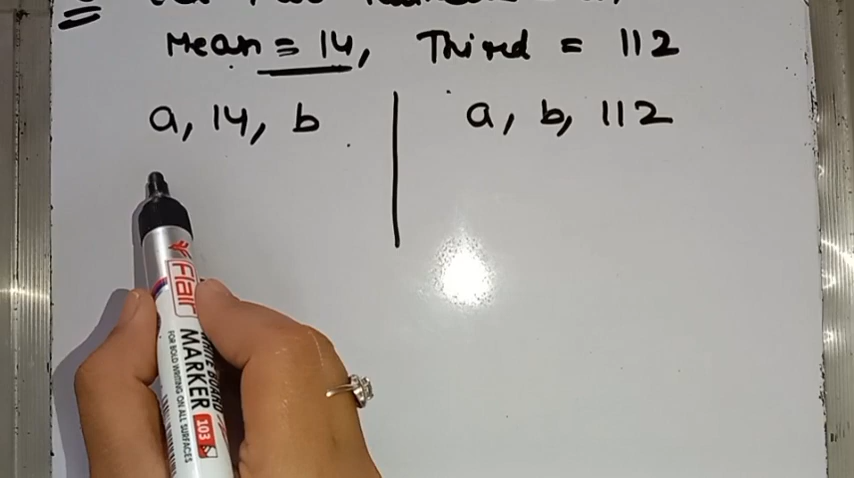 Mean = 14, Third = 112
a, 14, b
a, b, 112
Flair
WHITE BOARD
MARKER 103
FOR BOLD WRITING ON ALL SURFACES